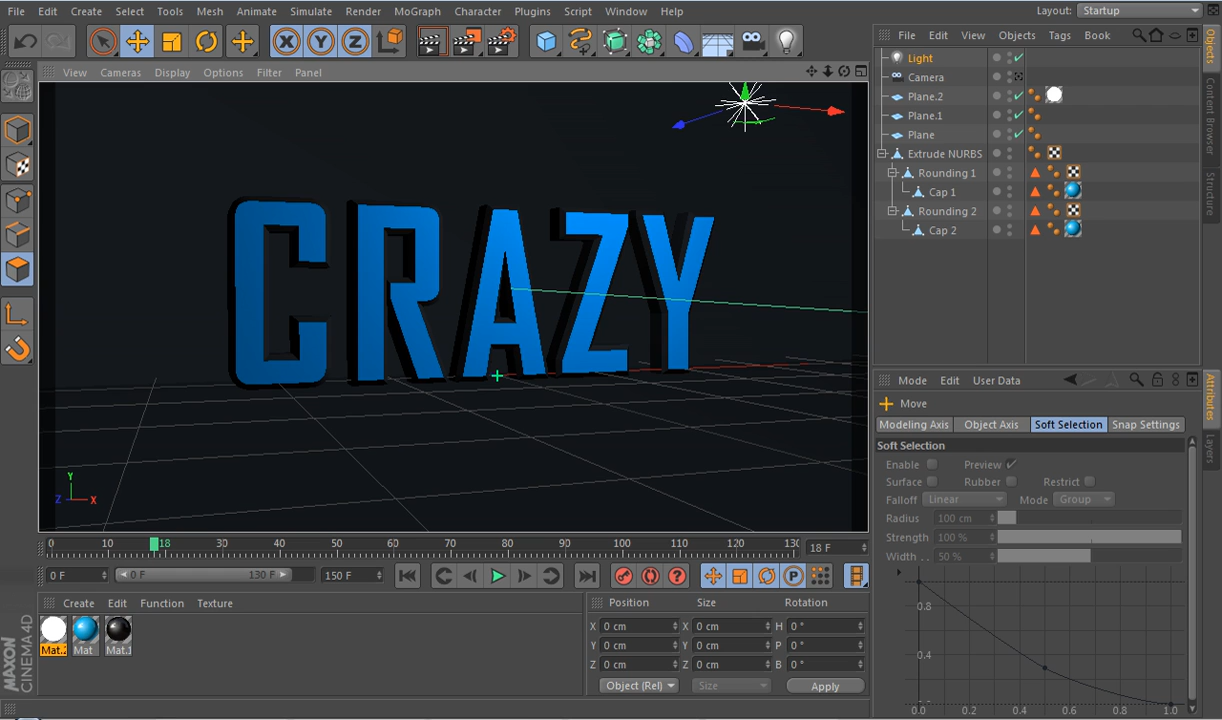 File Edit Create Select Tools Mesh Animate Simulate Render MoGraph Character Plugins Script Window Help Layout: Startup
X Y Z
View Cameras Display Options Filter Panel
File Edit View Objects Tags Book
Light
Camera
Plane.2
Plane.1
Plane
Extrude NURBS
Rounding 1
Cap 1
Rounding 2
Cap 2
Objects
Content Browser
Structure
CRAZY
Y
Z X
Mode Edit User Data
Move
Modeling Axis Object Axis Soft Selection Snap Settings
Soft Selection
Enable Preview
Surface Rubber Restrict
Falloff Linear Mode Group
Radius 100 cm
Strength 100 %
Width . . 50 %
0.8
0.4
0.0 0.2 0.4 0.6 0.8 1.0
Attributes
Layers
0 10 18 30 40 50 60 70 80 90 100 110 120 130 18 F
0 F 0 F 130 F 150 F
P
Create Edit Function Texture
Mat.2 Mat Mat.1
Position Size Rotation
X 0 cm X 0 cm H 0 °
Y 0 cm Y 0 cm P 0 °
Z 0 cm Z 0 cm B 0 °
Object (Rel) Size Apply
MAXON
CINEMA 4D